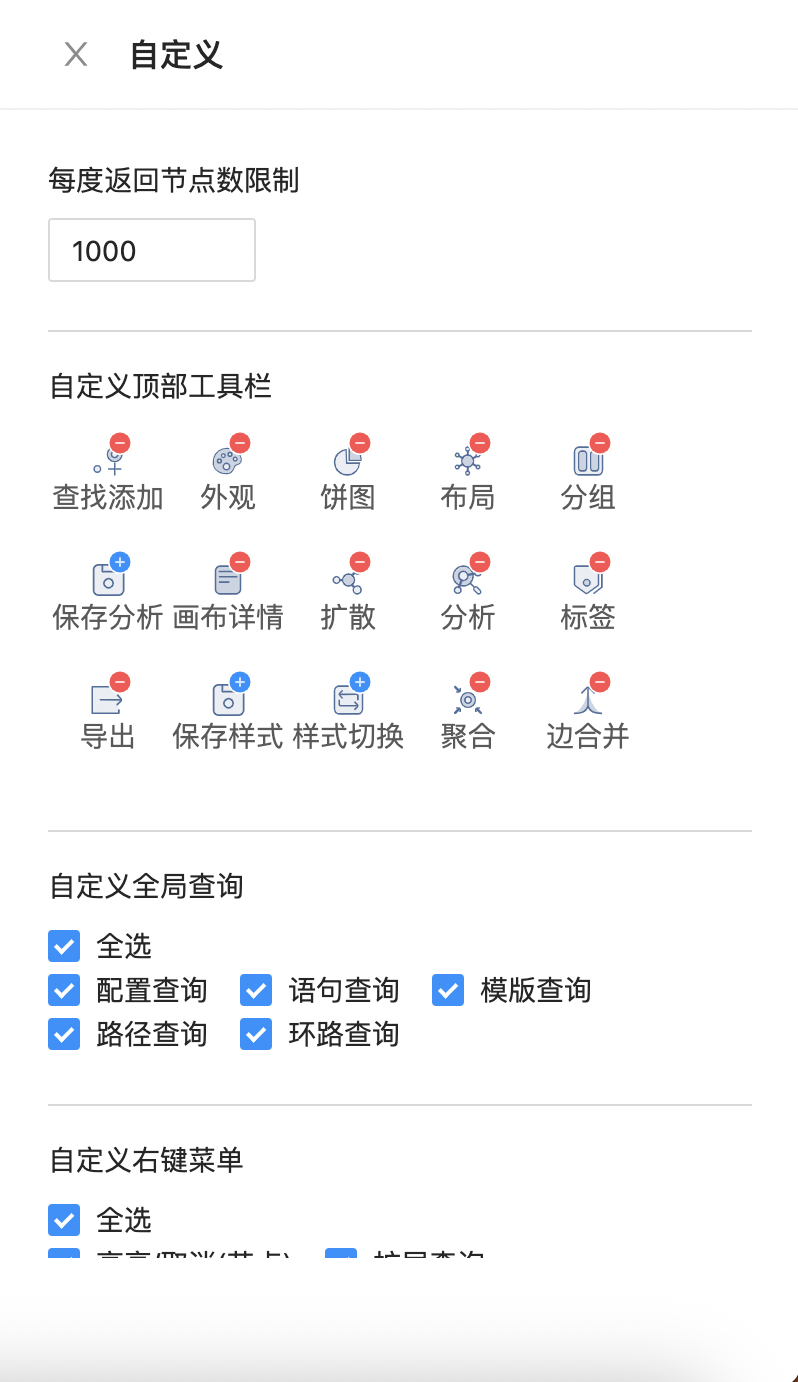 自定义
每度返回节点数限制
1000
自定义顶部工具栏
查找添加 外观 饼图 布局 分组
保存分析 画布详情 扩散 分析 标签
导出 保存样式 样式切换 聚合 边合并
自定义全局查询
全选
配置查询 语句查询 模版查询
路径查询 环路查询
自定义右键菜单
全选